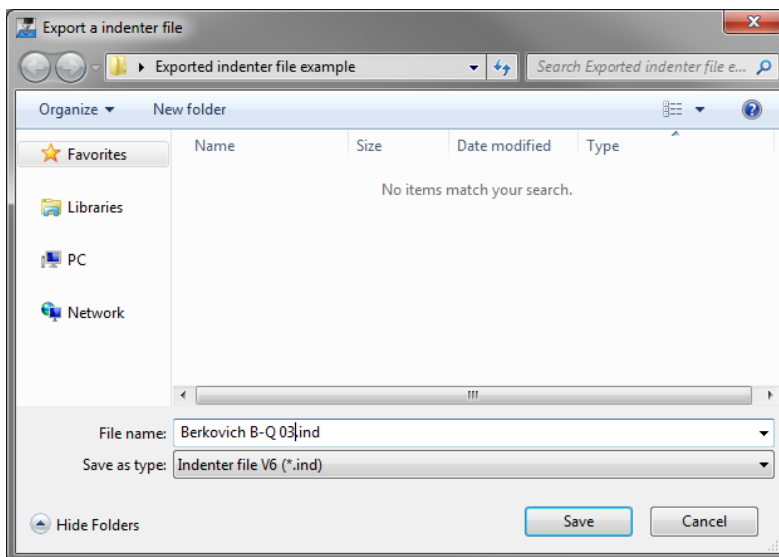 Export a indenter file
Exported indenter file example
Search Exported indenter file e...
Organize
New folder
Favorites
Name
Size
Date modified
Type
No items match your search.
Libraries
PC
Network
File name: Berkovich B-Q 03.ind
Save as type: Indenter file V6 (*.ind)
Hide Folders
Save
Cancel